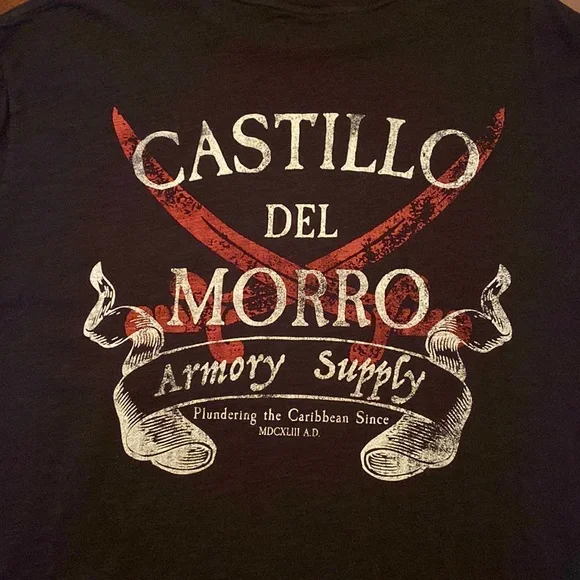 CASTILLO
DEL
MORRO
Armory Supply
Plundering the Caribbean Since
MDCXLIII A.D.